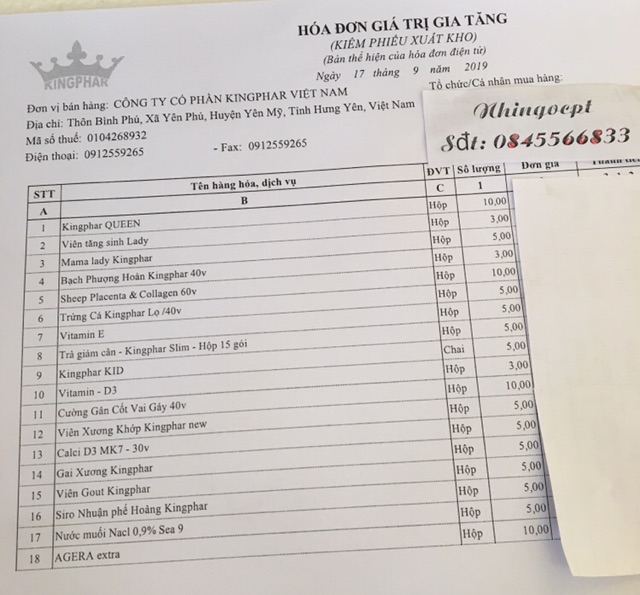 KINGPHAR
HÓA ĐƠN GIÁ TRỊ GIA TĂNG
(KIÊM PHIẾU XUẤT KHO)
(Bản thể hiện của hóa đơn điện tử)
Ngày 17 tháng 9 năm 2019
Tổ chức/Cá nhân mua hàng:
Đơn vị bán hàng: CÔNG TY CỔ PHẦN KINGPHAR VIỆT NAM
Địa chỉ: Thôn Bình Phú, Xã Yên Phú, Huyện Yên Mỹ, Tỉnh Hưng Yên, Việt Nam
Mã số thuế: 0104268932
Điện thoại: 0912559265 - Fax: 0912559265
Nhingocpt
Sđt: 0845566833
STT Tên hàng hóa, dịch vụ ĐVT Số lượng Đơn giá
A B C 1
1 Kingphar QUEEN Hộp 10,00
2 Viên tăng sinh Lady Hộp 3,00
3 Mama lady Kingphar Hộp 5,00
4 Bạch Phượng Hoàn Kingphar 40v Hộp 3,00
5 Sheep Placenta & Collagen 60v Hộp 10,00
6 Trứng Cá Kingphar Lọ /40v Hộp 5,00
7 Vitamin E Hộp 5,00
8 Trà giảm cân - Kingphar Slim - Hộp 15 gói Hộp 5,00
9 Kingphar KID Chai 5,00
10 Vitamin - D3 Hộp 3,00
11 Cường Gân Cốt Vai Gáy 40v Hộp 10,00
12 Viên Xương Khớp Kingphar new Hộp 5,00
13 Calci D3 MK7 - 30v Hộp 5,00
14 Gai Xương Kingphar Hộp 5,00
15 Viên Gout Kingphar Hộp 5,00
16 Siro Nhuận phế Hoàng Kingphar Hộp 5,00
17 Nước muối Nacl 0,9% Sea 9 Hộp 5,00
18 AGERA extra Hộp 10,00